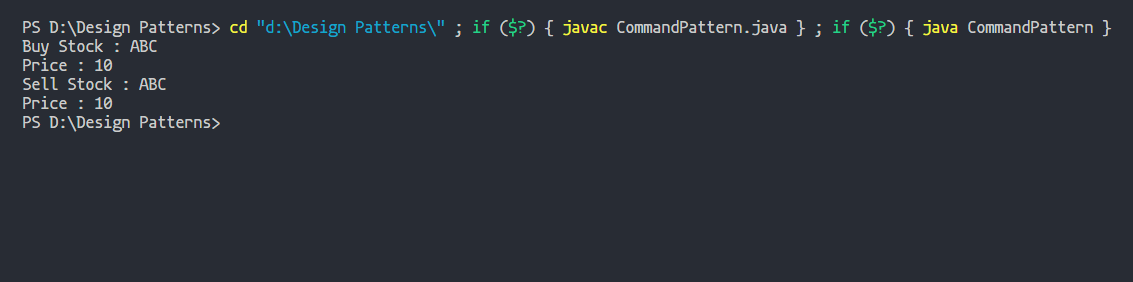 PS D:\Design Patterns> cd "d:\Design Patterns\" ; if ($?) { javac CommandPattern.java } ; if ($?) { java CommandPattern }
Buy Stock : ABC
Price : 10
Sell Stock : ABC
Price : 10
PS D:\Design Patterns>